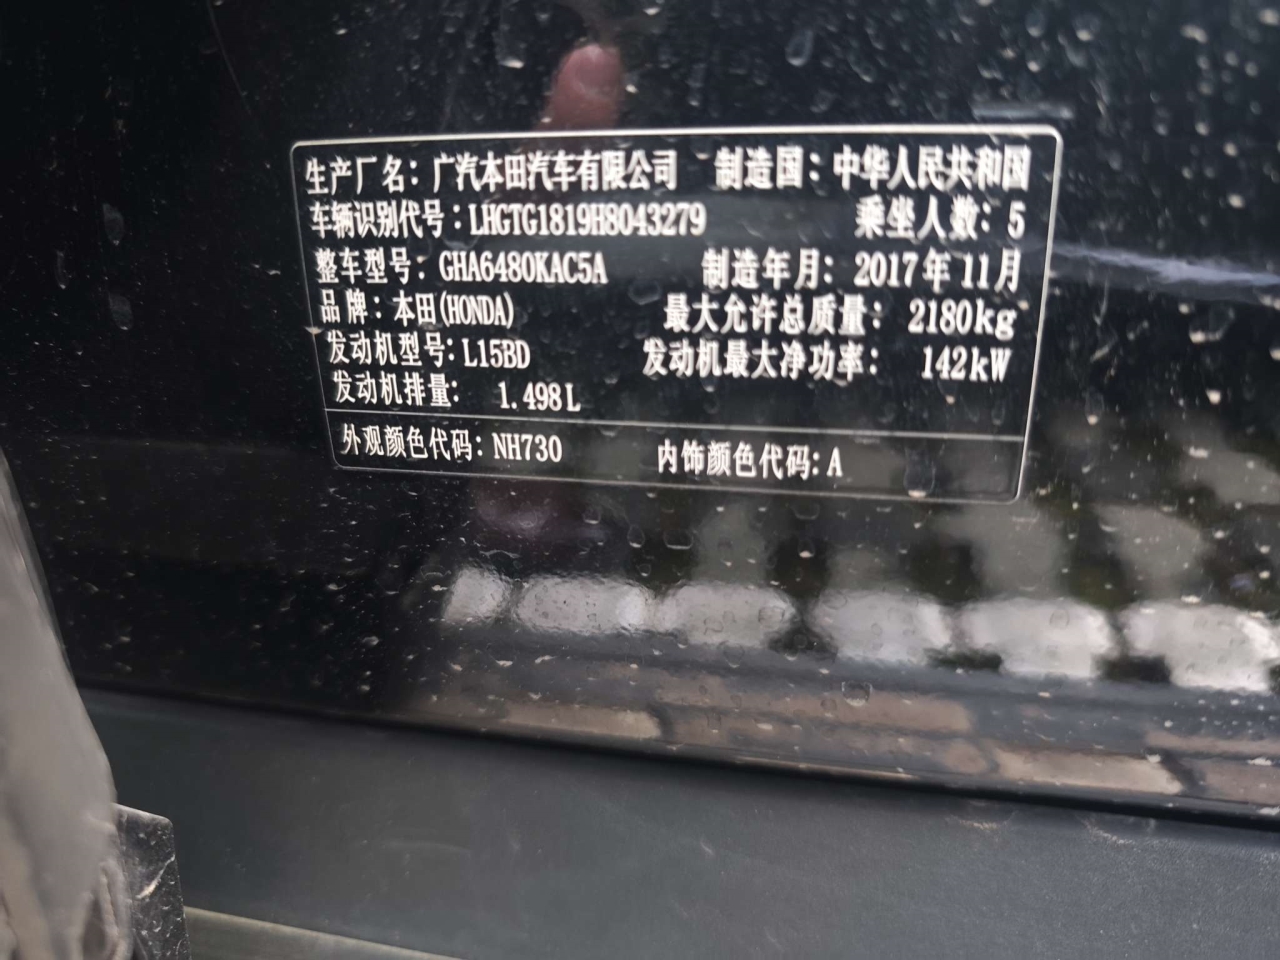 生产厂名：广汽本田汽车有限公司 制造国：中华人民共和国
车辆识别代号：LHGTG1819H8043279 乘坐人数：5
整车型号：GHA6480KAC5A 制造年月：2017年11月
品牌：本田(HONDA) 最大允许总质量：2180kg
发动机型号：L15BD 发动机最大净功率：142kW
发动机排量：1.498L
外观颜色代码：NH730 内饰颜色代码：A